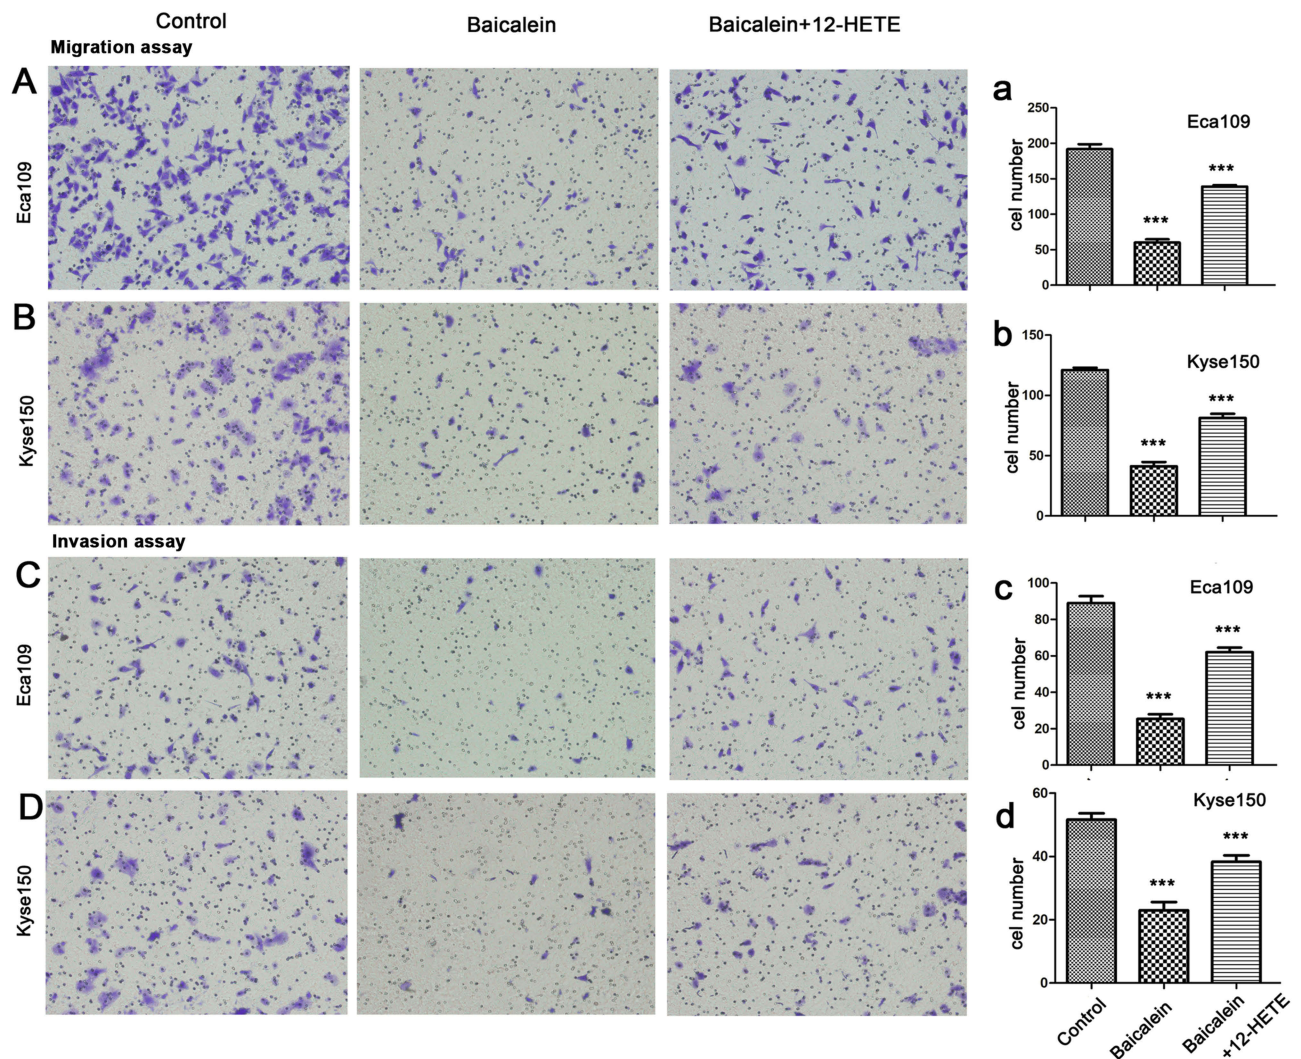 Control
Baicalein
Baicalein+12-HETE
Migration assay
A
Eca109
a
250
200
150
100
50
0
cel number
Eca109
***
***
B
Kyse150
b
150
100
50
0
cel number
Kyse150
***
***
Invasion assay
C
Eca109
c
100
80
60
40
20
0
cel number
Eca109
***
***
D
Kyse150
d
60
40
20
0
cel number
Kyse150
***
***
Control
Baicalein
Baicalein
+12-HETE